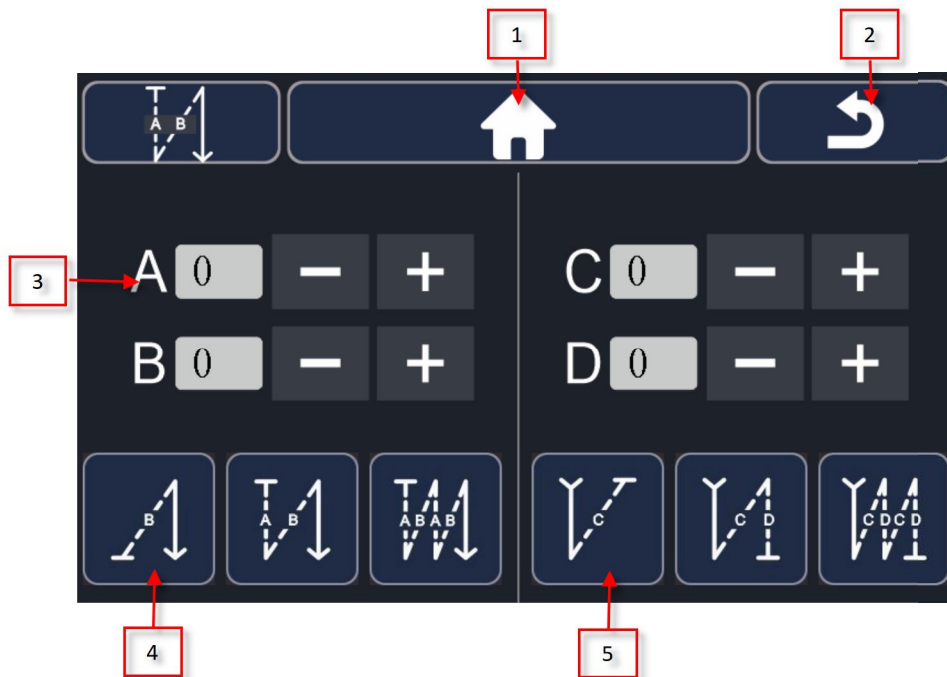 1 2
A B
3 A 0 − + C 0 − +
B 0 − + D 0 − +
B A B A B A B C C D C D C D
4 5